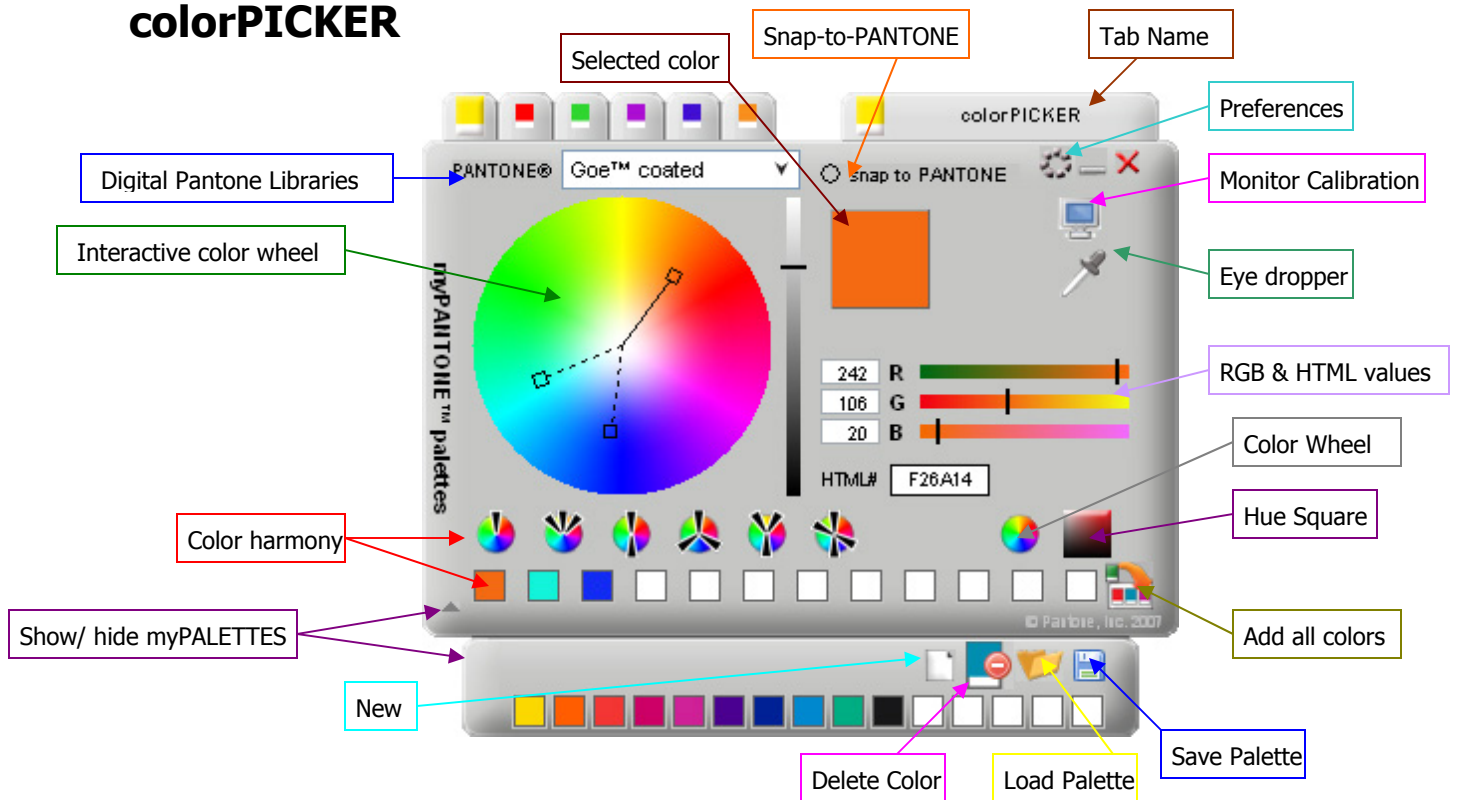 colorPICKER
Snap-to-PANTONE
Tab Name
Selected color
colorPICKER
Preferences
Digital Pantone Libraries
PANTONE®
Goe™ coated
snap to PANTONE
Monitor Calibration
Interactive color wheel
Eye dropper
myPANTONE™ palettes
242 R
106 G
20 B
RGB & HTML values
HTML# F26A14
Color Wheel
Hue Square
Color harmony
Show/ hide myPALETTES
© Pantone, Inc. 2007
Add all colors
New
Save Palette
Delete Color
Load Palette